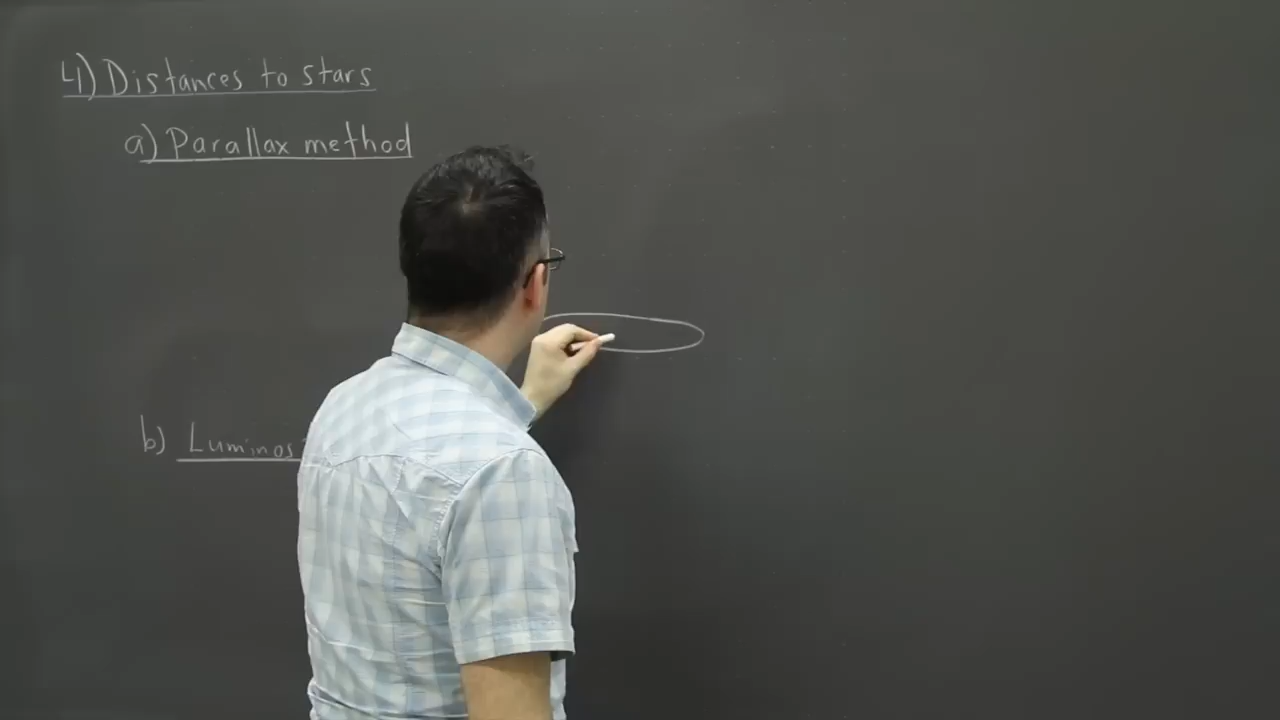 4) Distances to stars
a) Parallax method
b) Luminos